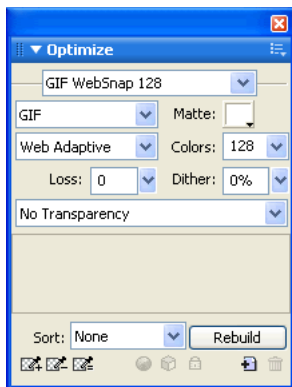 Optimize
GIF WebSnap 128
GIF Matte:
Web Adaptive Colors: 128
Loss: 0 Dither: 0%
No Transparency
Sort: None Rebuild